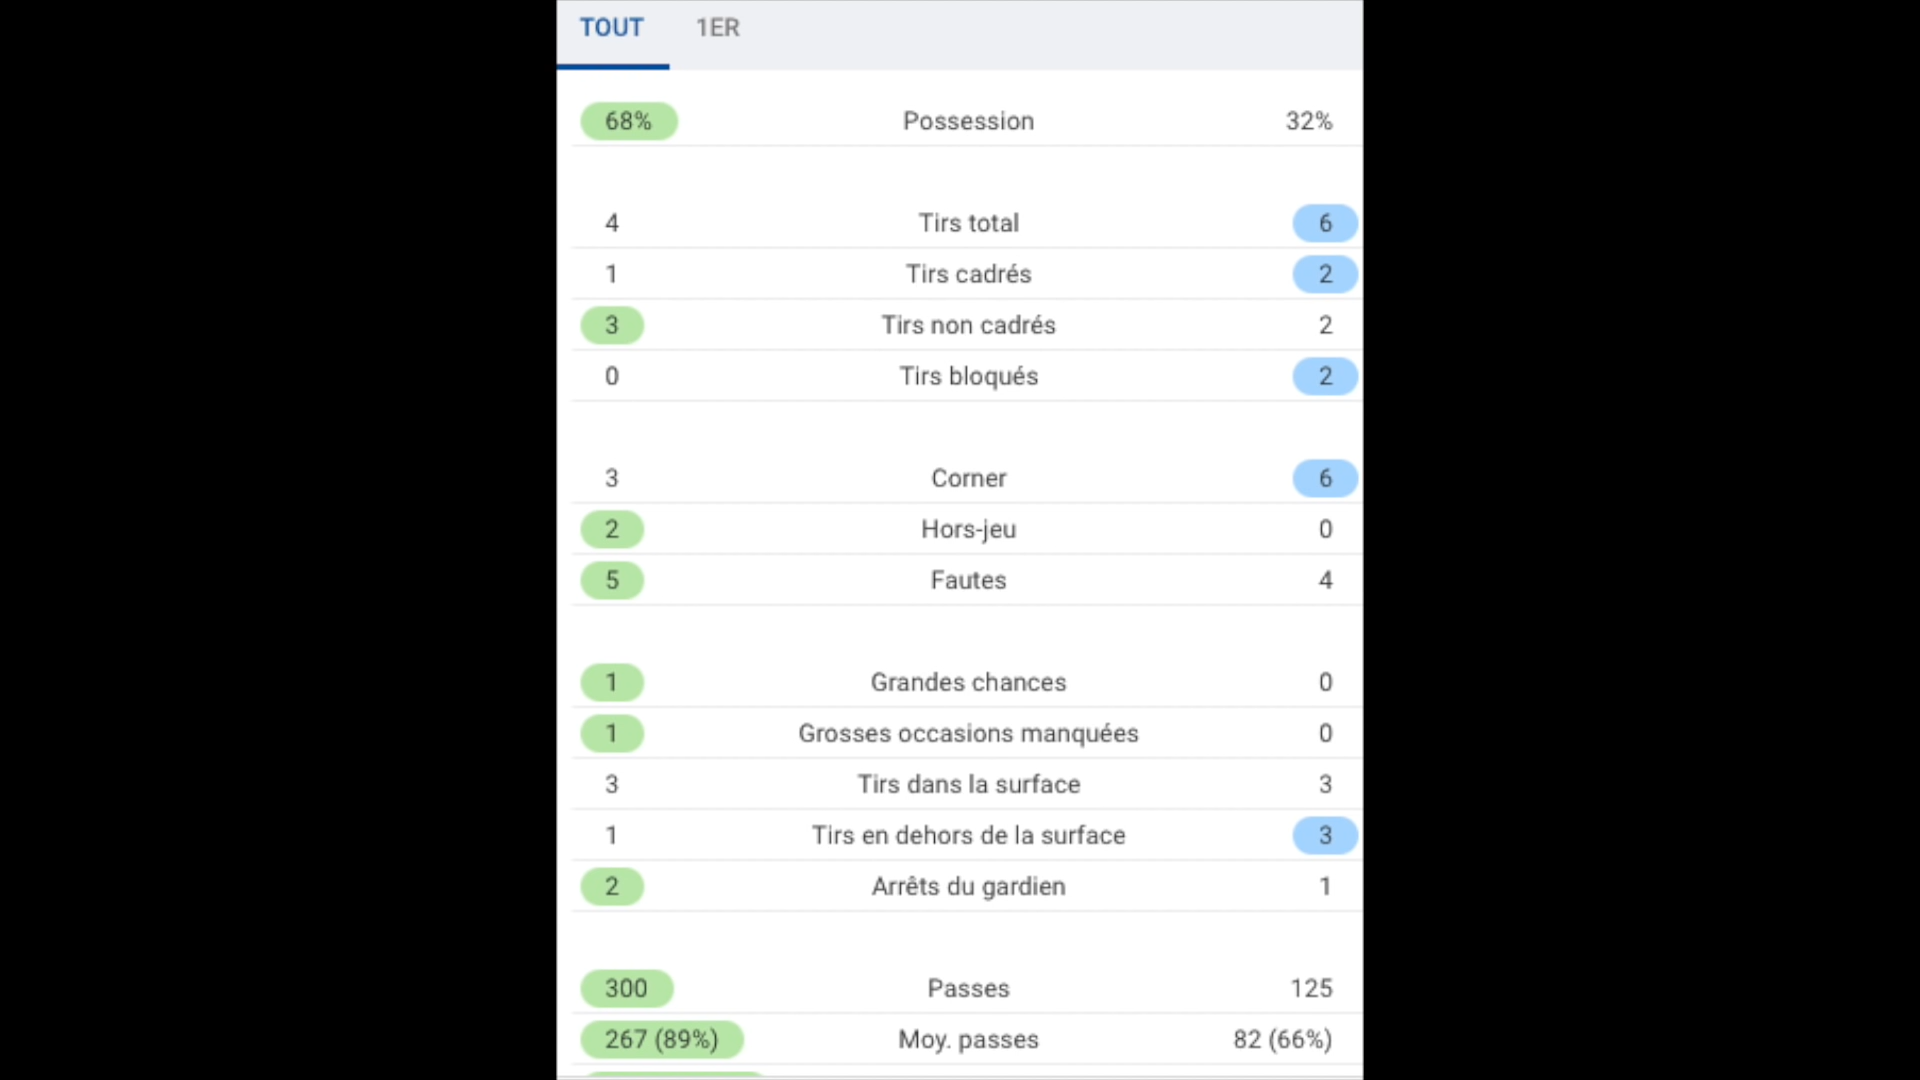 TOUT 1ER
68% Possession 32%
4 Tirs total 6
1 Tirs cadrés 2
3 Tirs non cadrés 2
0 Tirs bloqués 2
3 Corner 6
2 Hors-jeu 0
5 Fautes 4
1 Grandes chances 0
1 Grosses occasions manquées 0
3 Tirs dans la surface 3
1 Tirs en dehors de la surface 3
2 Arrêts du gardien 1
300 Passes 125
267 (89%) Moy. passes 82 (66%)